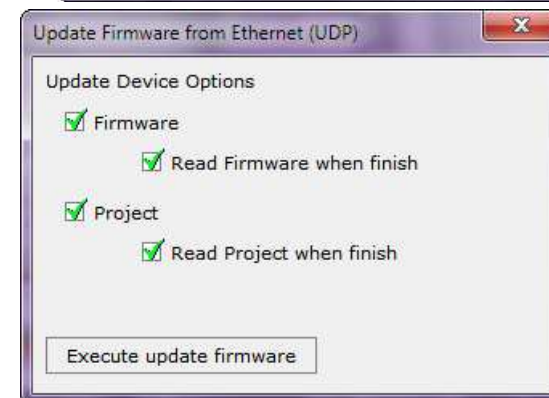 Update Firmware from Ethernet (UDP)
Update Device Options
Firmware
Read Firmware when finish
Project
Read Project when finish
Execute update firmware